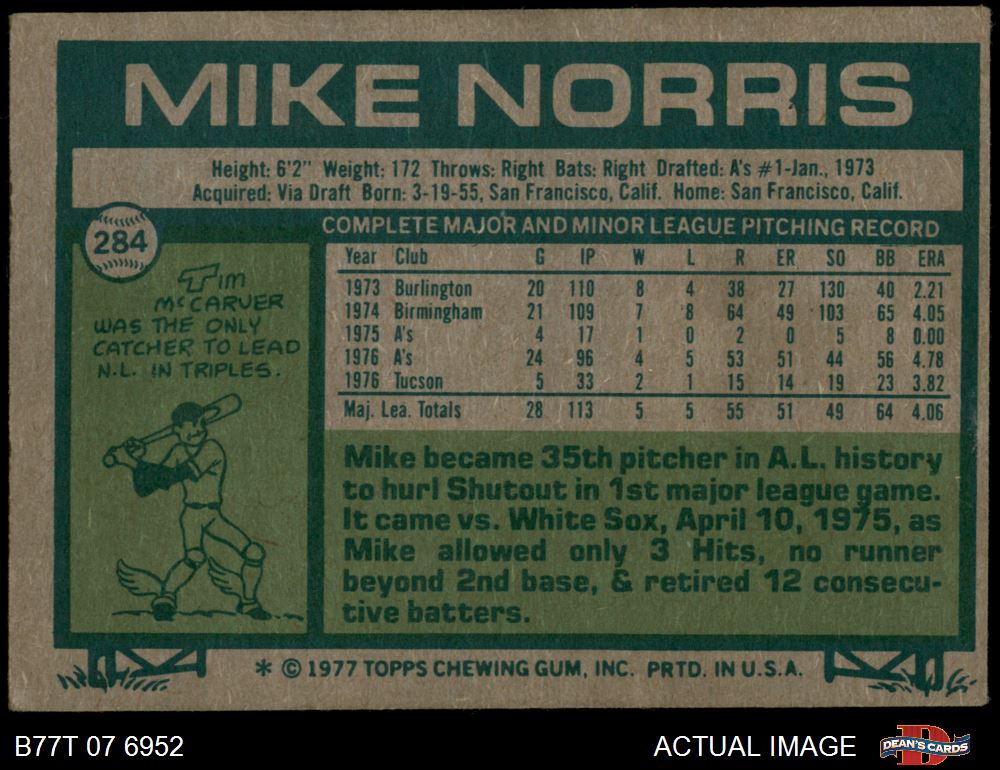 MIKE NORRIS
Height: 6'2" Weight: 172 Throws: Right Bats: Right Drafted: A's #1-Jan., 1973
Acquired: Via Draft Born: 3-19-55, San Francisco, Calif. Home: San Francisco, Calif.
284
TIM
McCARVER
WAS THE ONLY
CATCHER TO LEAD
N.L. IN TRIPLES.
COMPLETE MAJOR AND MINOR LEAGUE PITCHING RECORD
Year Club G IP W L R ER SO BB ERA
1973 Burlington 20 110 8 4 38 27 130 40 2.21
1974 Birmingham 21 109 7 8 64 49 103 65 4.05
1975 A's 4 17 1 0 2 0 5 8 0.00
1976 A's 24 96 4 5 53 51 44 56 4.78
1976 Tucson 5 33 2 1 15 14 19 23 3.82
Maj. Lea. Totals 28 113 5 5 55 51 49 64 4.06
Mike became 35th pitcher in A.L. history
to hurl Shutout in 1st major league game.
It came vs. White Sox, April 10, 1975, as
Mike allowed only 3 Hits, no runner
beyond 2nd base, & retired 12 consecu-
tive batters.
* © 1977 TOPPS CHEWING GUM, INC. PRTD. IN U.S.A.
B77T 07 6952
ACTUAL IMAGE
DEAN'S CARDS